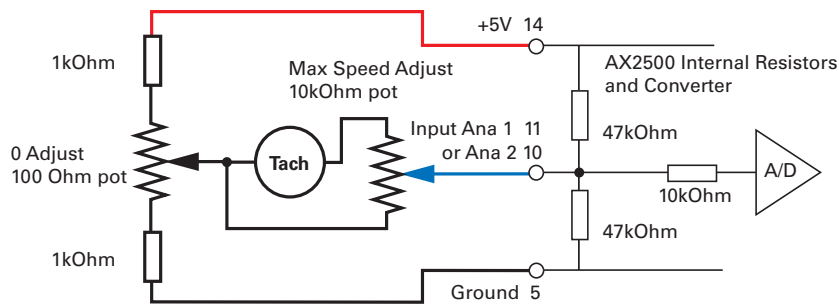 +5V 14
1kOhm
AX2500 Internal Resistors
and Converter
Max Speed Adjust
10kOhm pot
Input Ana 1 11
or Ana 2 10
47kOhm
0 Adjust
100 Ohm pot
Tach
A/D
10kOhm
47kOhm
1kOhm
Ground 5